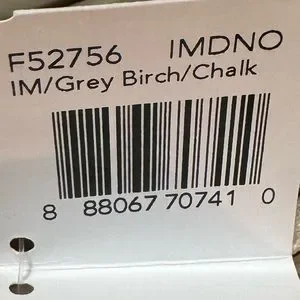 F52756 IMDNO
IM/Grey Birch/Chalk
8 88067 70741 0